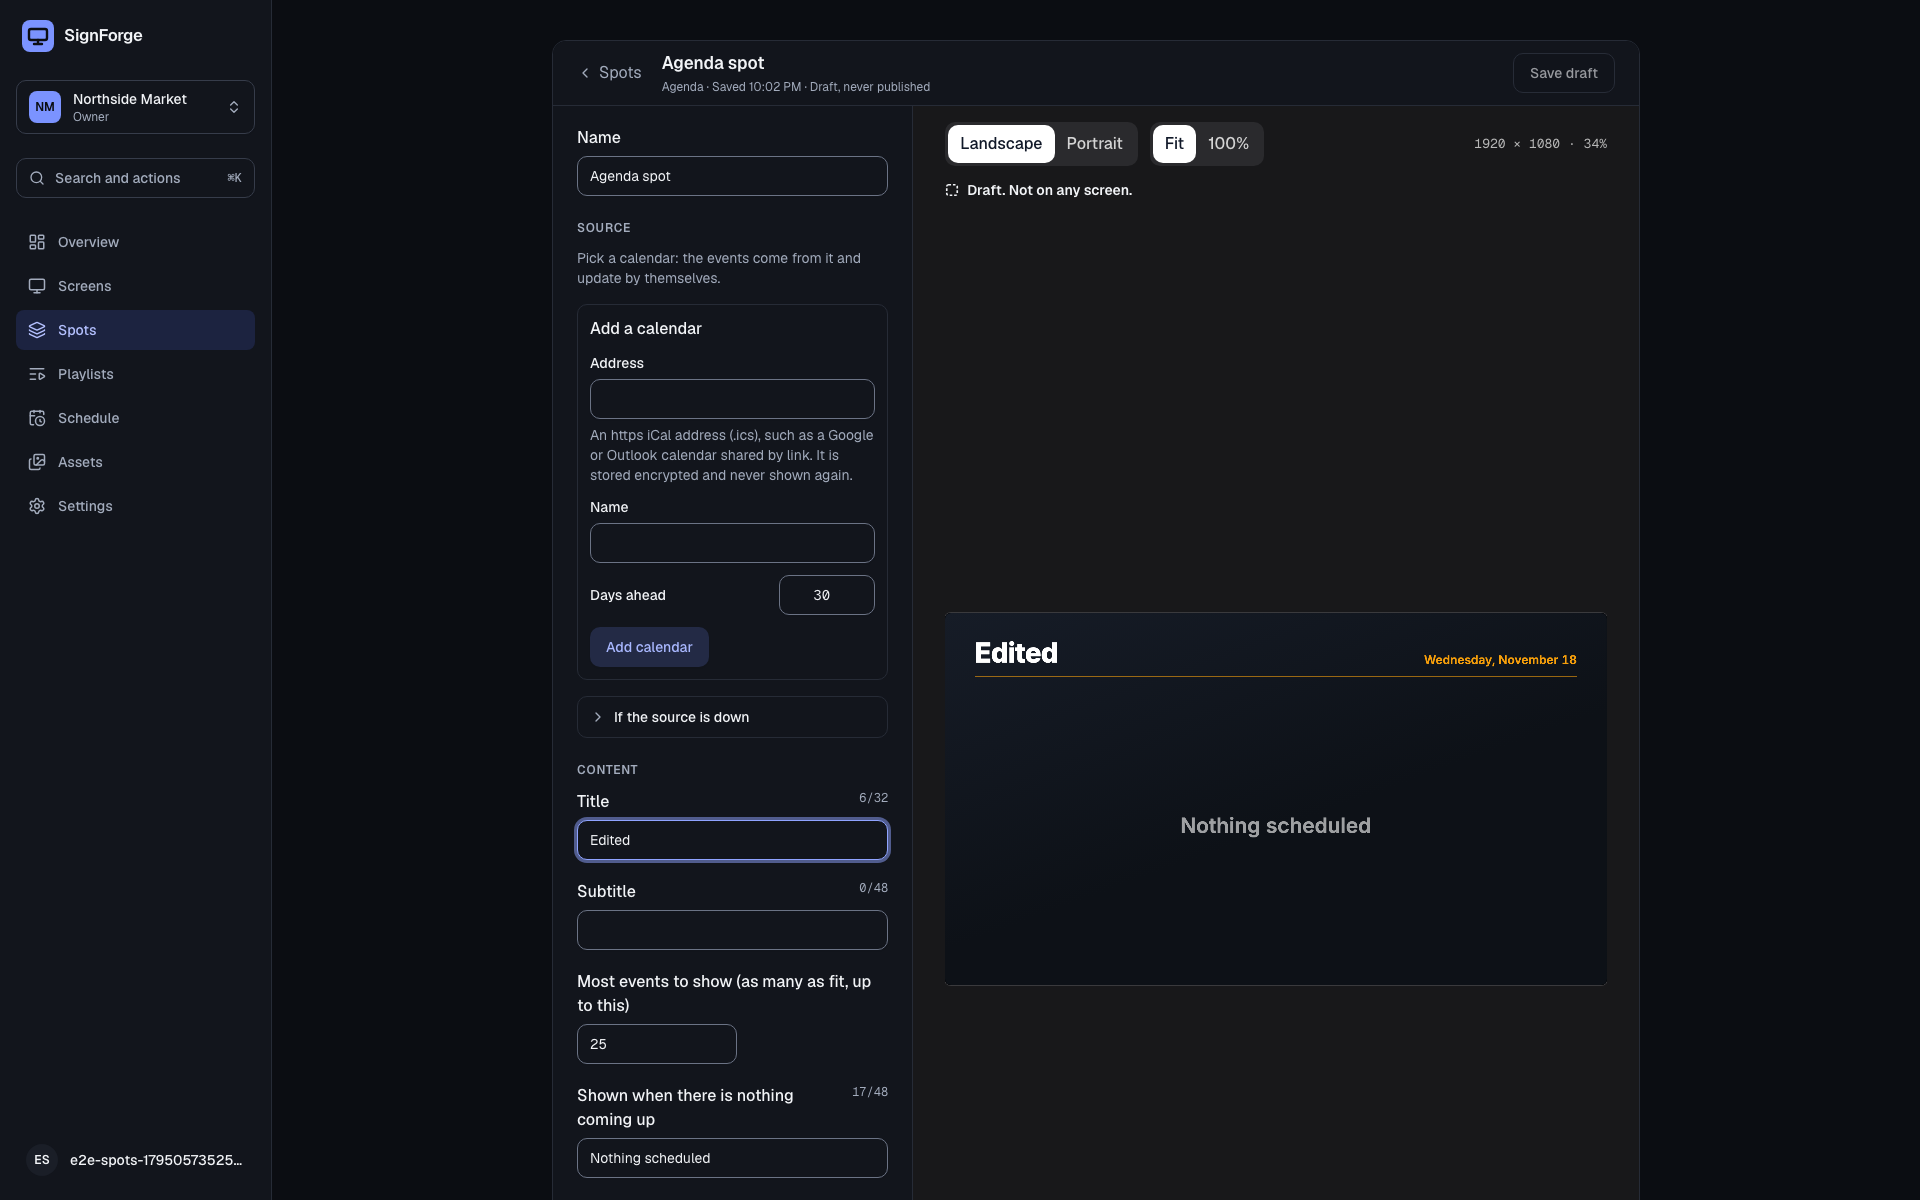 SignForge
NM
Northside Market
Owner
Search and actions
⌘K
Overview
Screens
Spots
Playlists
Schedule
Assets
Settings
ES
e2e-spots-17950573525...
Spots
Agenda spot
Agenda · Saved 10:02 PM · Draft, never published
Save draft
Name
Agenda spot
SOURCE
Pick a calendar: the events come from it and
update by themselves.
Add a calendar
Address
An https iCal address (.ics), such as a Google
or Outlook calendar shared by link. It is
stored encrypted and never shown again.
Name
Days ahead
30
Add calendar
If the source is down
CONTENT
Title
6/32
Edited
Subtitle
0/48
Most events to show (as many as fit, up
to this)
25
Shown when there is nothing
coming up
17/48
Nothing scheduled
Landscape
Portrait
Fit
100%
1920 × 1080 · 34%
Draft. Not on any screen.
Edited
Wednesday, November 18
Nothing scheduled